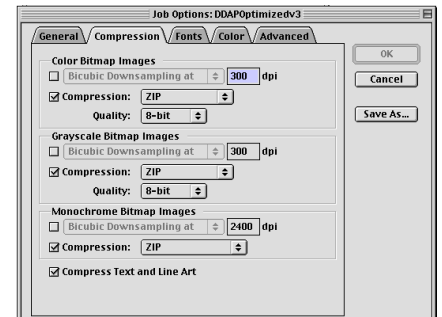 Job Options: DDAPOptimizedv3
General Compression Fonts Color Advanced
OK
Cancel
Save As...
Color Bitmap Images
Bicubic Downsampling at 300 dpi
Compression: ZIP
Quality: 8-bit
Grayscale Bitmap Images
Bicubic Downsampling at 300 dpi
Compression: ZIP
Quality: 8-bit
Monochrome Bitmap Images
Bicubic Downsampling at 2400 dpi
Compression: ZIP
Compress Text and Line Art